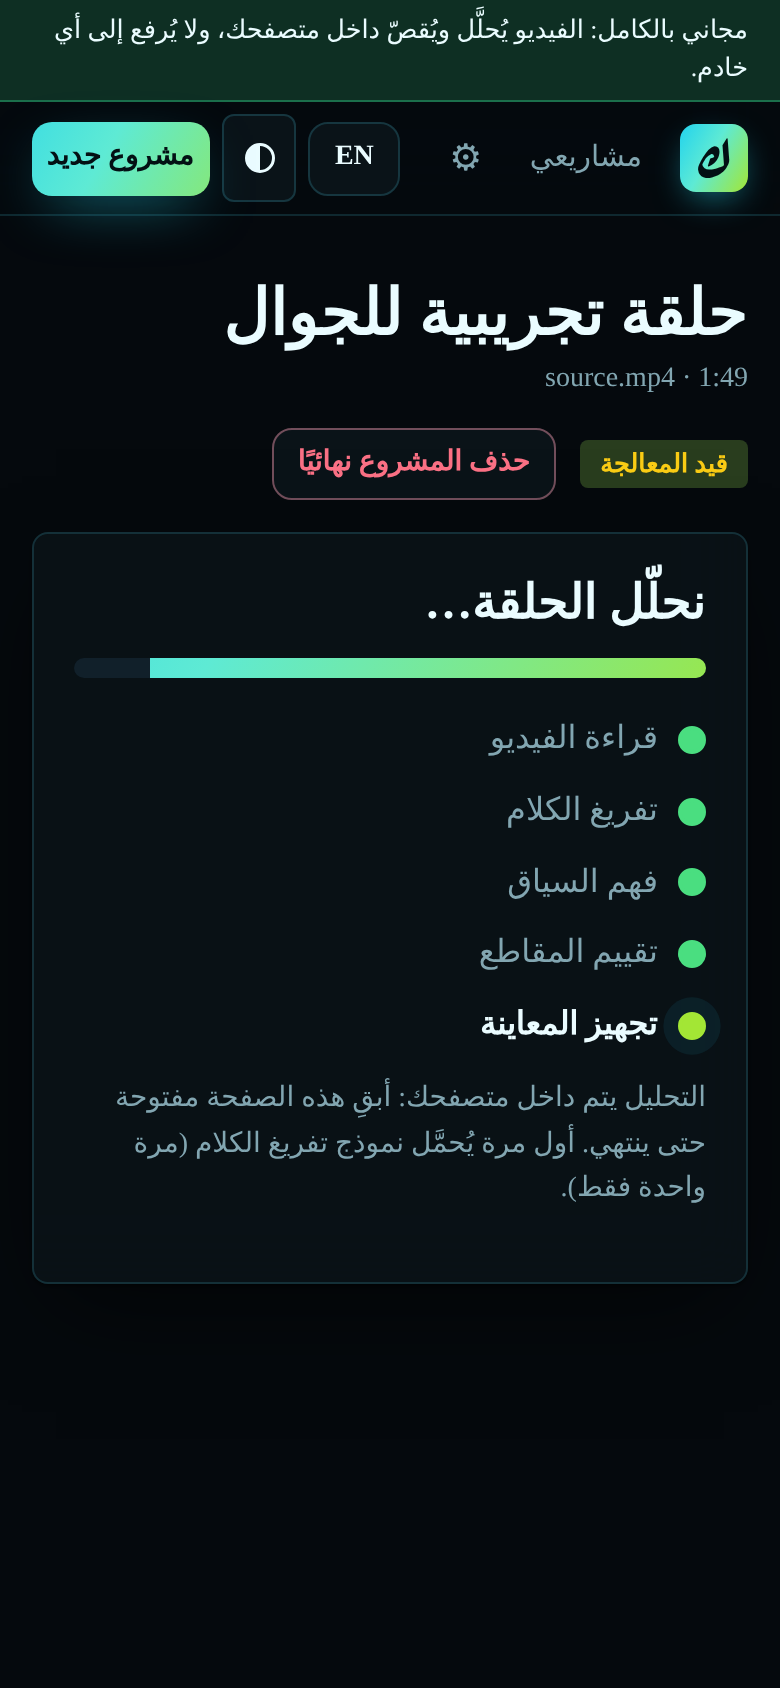 مجاني بالكامل: الفيديو يُحلَّل ويُقصّ داخل متصفحك، ولا يُرفع إلى أي
خادم.
ك
مشاريعي
EN
مشروع جديد
حلقة تجريبية للجوال
source.mp4 · 1:49
قيد المعالجة
حذف المشروع نهائيًا
نحلّل الحلقة…
قراءة الفيديو
تفريغ الكلام
فهم السياق
تقييم المقاطع
تجهيز المعاينة
التحليل يتم داخل متصفحك: أبقِ هذه الصفحة مفتوحة
حتى ينتهي. أول مرة يُحمَّل نموذج تفريغ الكلام (مرة
واحدة فقط).